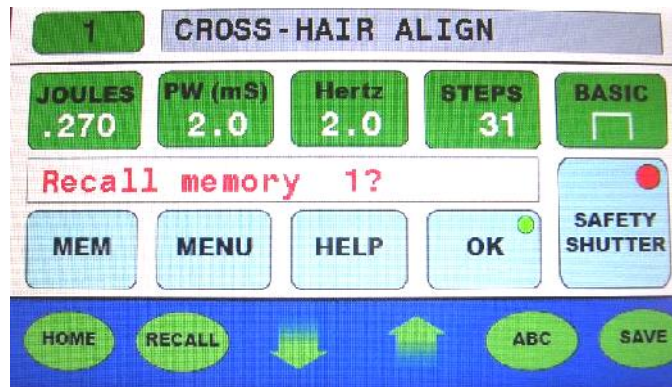 1 CROSS-HAIR ALIGN
JOULES PW (mS) Hertz STEPS BASIC
.270 2.0 2.0 31
Recall memory 1?
MEM MENU HELP OK SAFETY SHUTTER
HOME RECALL ABC SAVE